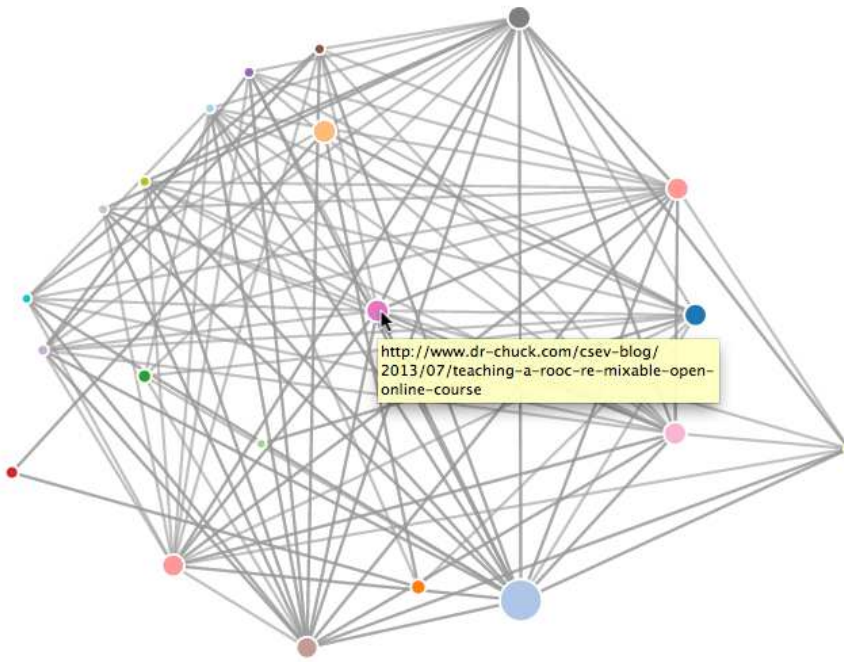 http://www.dr-chuck.com/csev-blog/
2013/07/teaching-a-rooc-re-mixable-open-
online-course